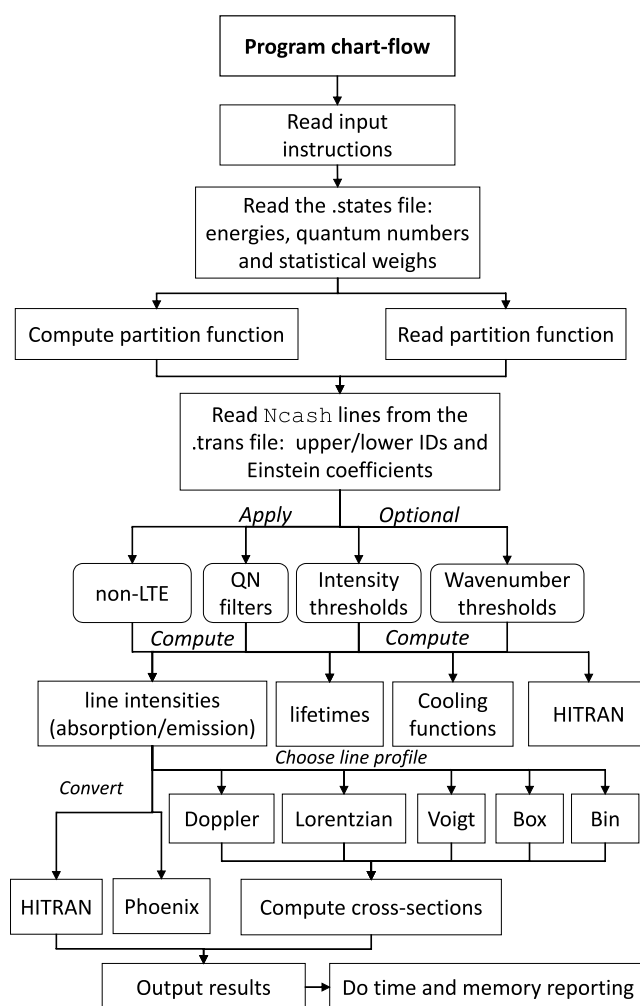 Program chart-flow
Read input
instructions
Read the .states file:
energies, quantum numbers
and statistical weighs
Compute partition function
Read partition function
Read Ncash lines from the
.trans file: upper/lower IDs and
Einstein coefficients
Apply
Optional
non-LTE
QN
filters
Intensity
thresholds
Wavenumber
thresholds
Compute
Compute
line intensities
(absorption/emission)
lifetimes
Cooling
functions
HITRAN
Choose line profile
Convert
Doppler
Lorentzian
Voigt
Box
Bin
HITRAN
Phoenix
Compute cross-sections
Output results
Do time and memory reporting